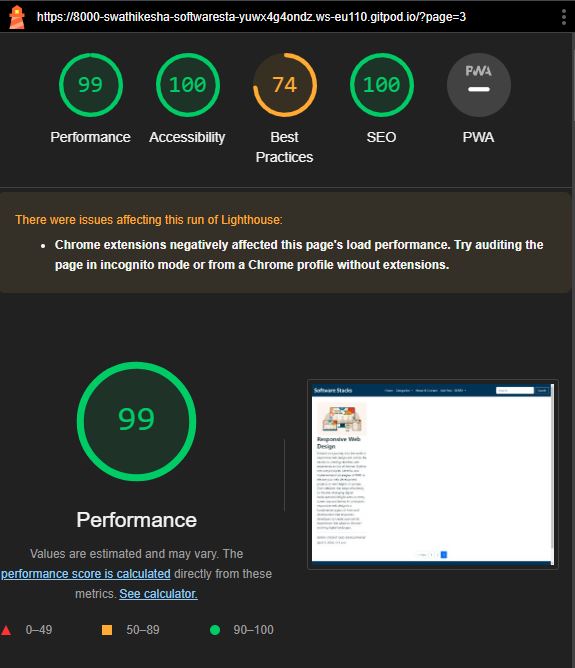 https://8000-swathikesha-softwaresta-yuwx4g4ondz.ws-eu110.gitpod.io/?page=3
99
100
74
100
PWA
Performance
Accessibility
Best
Practices
SEO
PWA
There were issues affecting this run of Lighthouse:
Chrome extensions negatively affected this page's load performance. Try auditing the
page in incognito mode or from a Chrome profile without extensions.
99
Performance
Values are estimated and may vary. The
performance score is calculated directly from these
metrics. See calculator.
0–49
50–89
90–100
Software Stacks
Responsive Web
Design